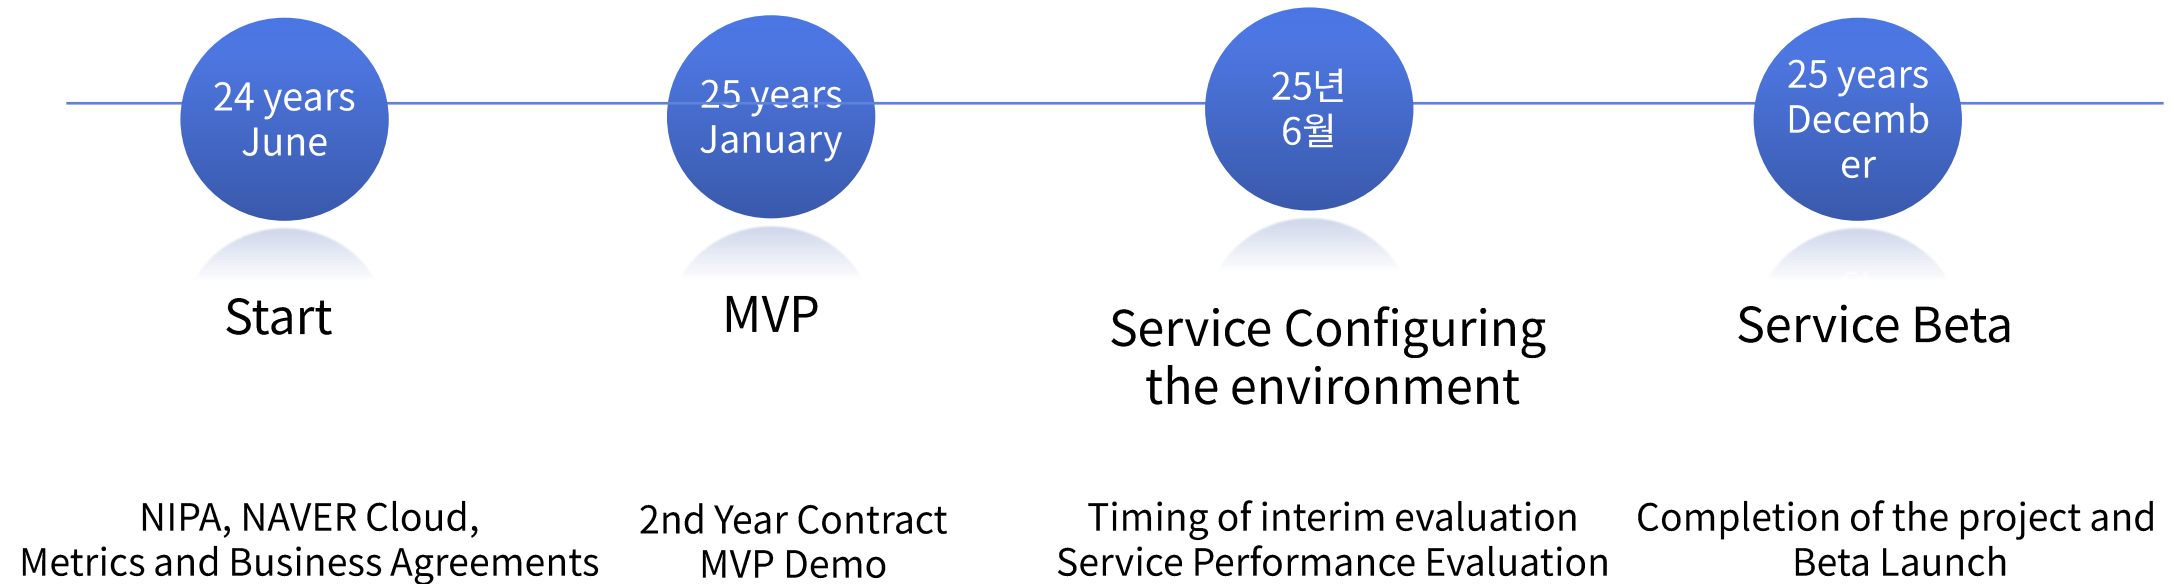 24 years
June
25 years
January
25년
6월
25 years
Decemb
er
Start
MVP
Service Configuring
the environment
Service Beta
NIPA, NAVER Cloud,
Metrics and Business Agreements
2nd Year Contract
MVP Demo
Timing of interim evaluation
Service Performance Evaluation
Completion of the project and
Beta Launch